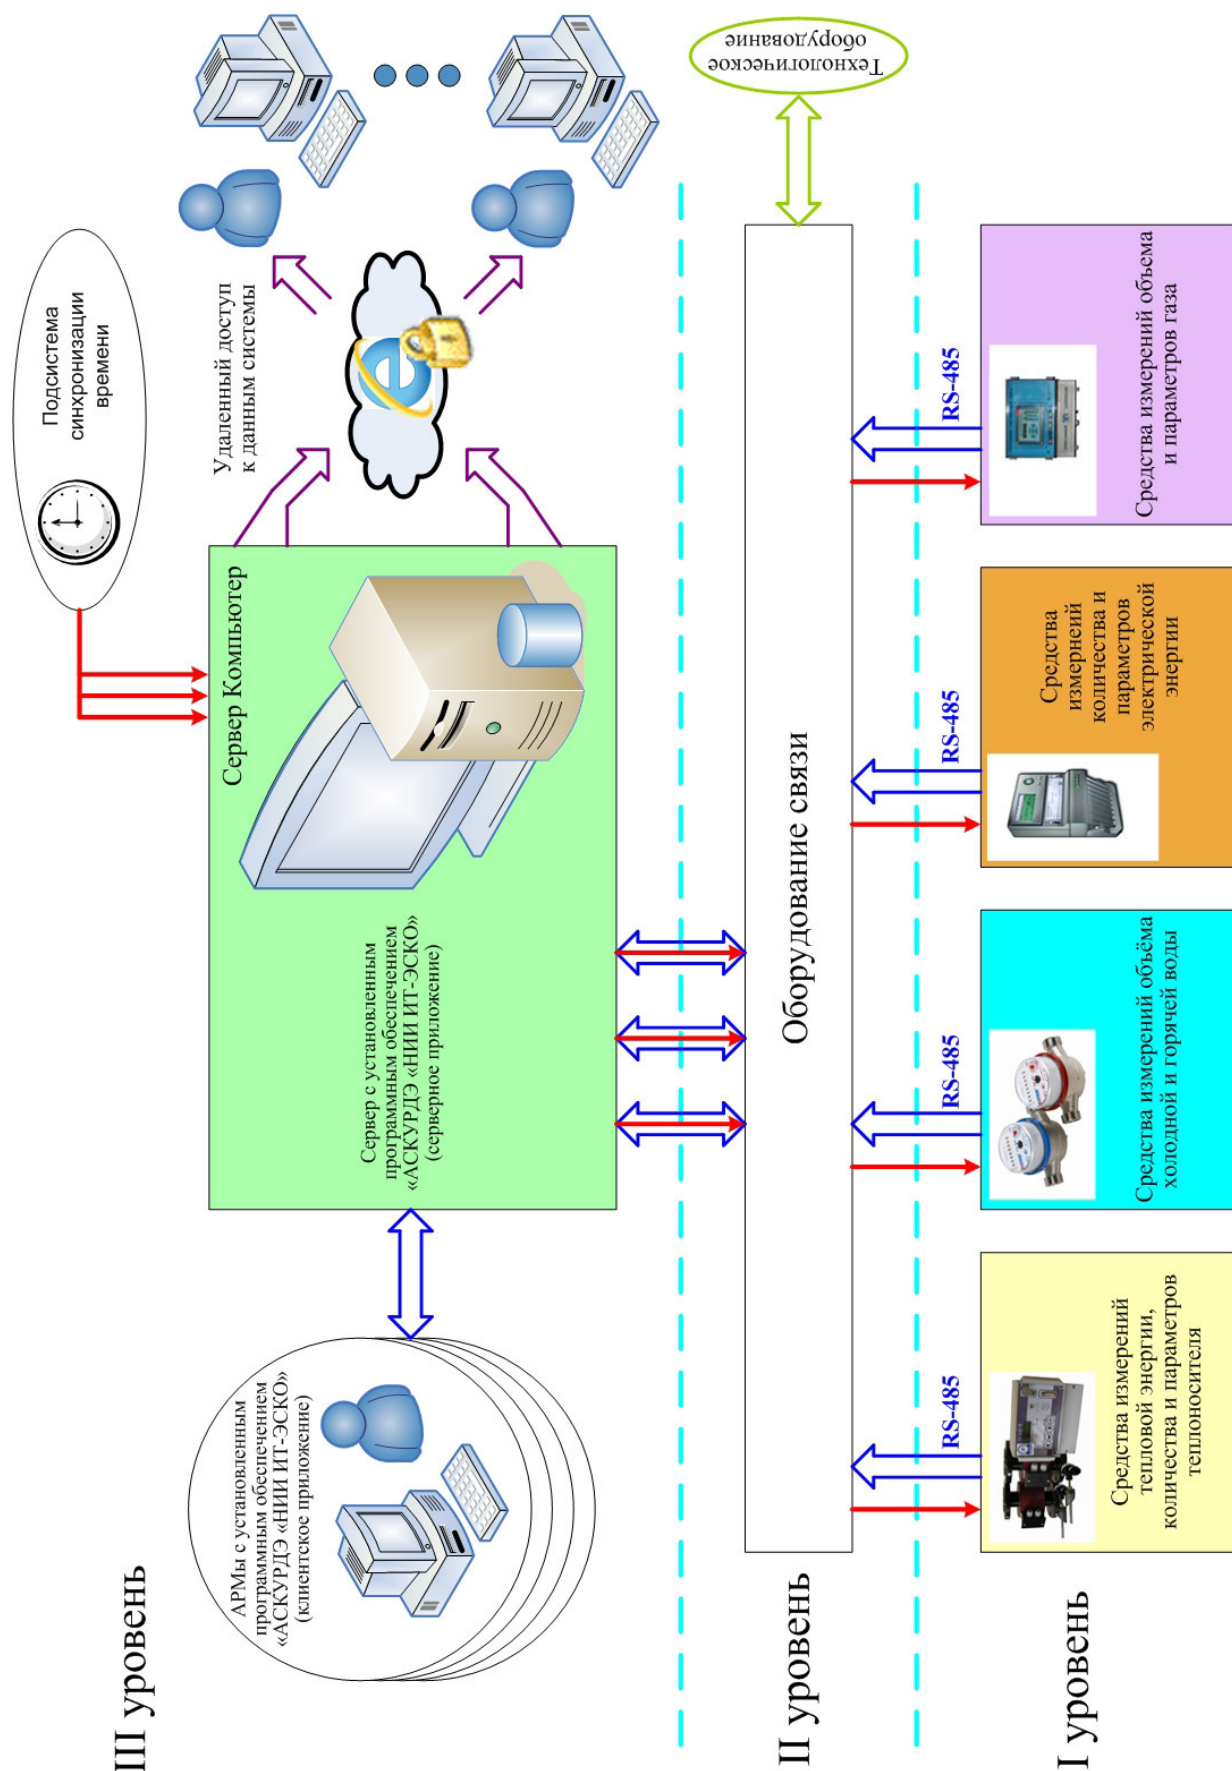 III уровень
Подсистема
синхронизации
времени
АРМы с установленным
программным обеспечением
«АСКУРДЭ «НИИ ИТ-ЭСКО»
(клиентское приложение)
Сервер Компьютер
Сервер с установленным
программным обеспечением
«АСКУРДЭ «НИИ ИТ-ЭСКО»
(серверное приложение)
Удаленный доступ
к данным системы
II уровень
Оборудование связи
Технологическое
оборудование
I уровень
RS-485
RS-485
RS-485
RS-485
Средства измерений
тепловой энергии,
количества и параметров
теплоносителя
Средства измерений объёма
холодной и горячей воды
Средства
измернеий
количества и
параметров
электрической
энергии
Средства измерений объема
и параметров газа